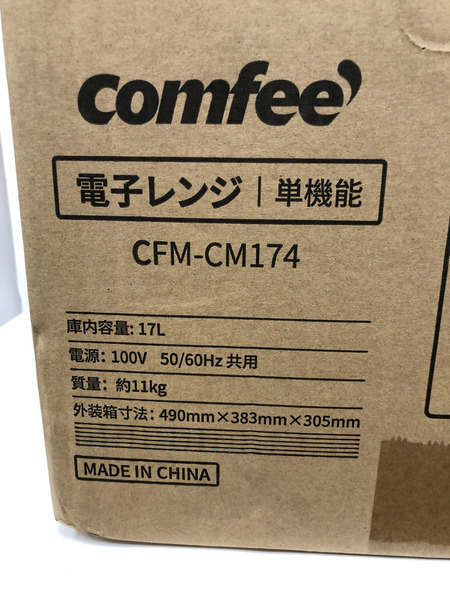 comfee'
電子レンジ｜単機能
CFM-CM174
庫内容量: 17L
電源: 100V 50/60Hz 共用
質量: 約11kg
外装箱寸法: 490mm×383mm×305mm
MADE IN CHINA